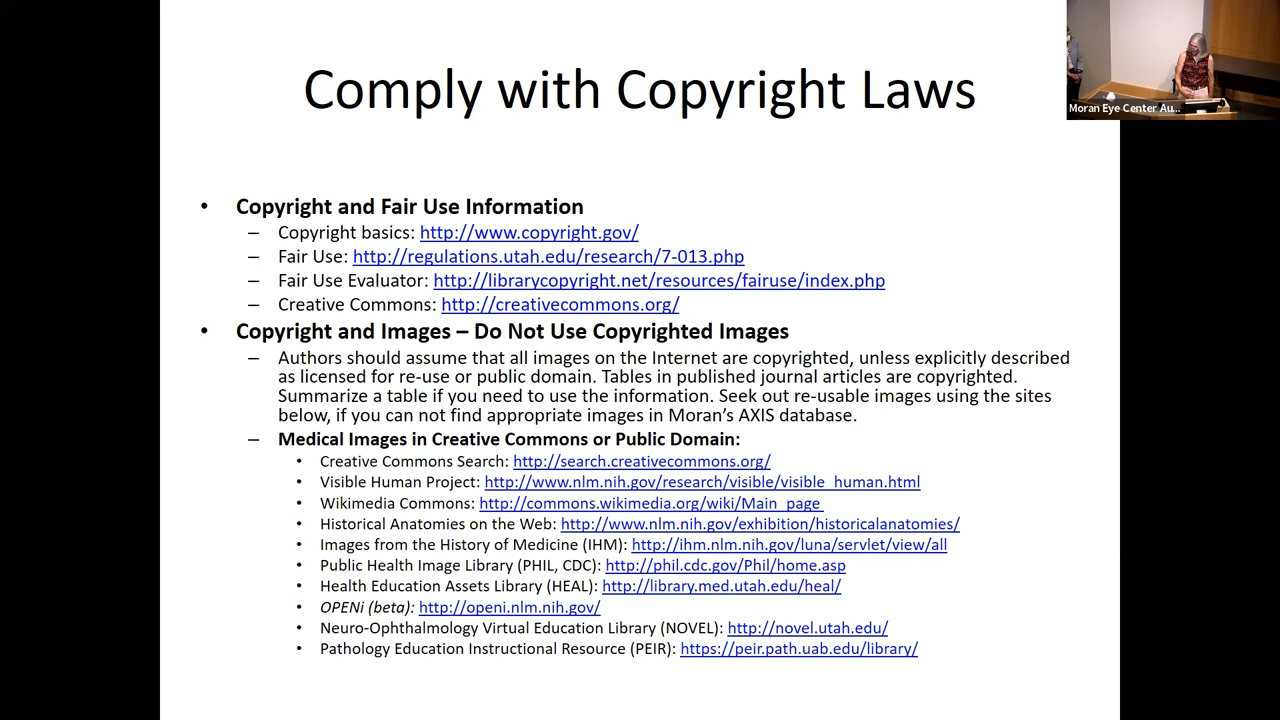 Comply with Copyright Laws
Moran Eye Center Au...
• Copyright and Fair Use Information
– Copyright basics: http://www.copyright.gov/
– Fair Use: http://regulations.utah.edu/research/7-013.php
– Fair Use Evaluator: http://librarycopyright.net/resources/fairuse/index.php
– Creative Commons: http://creativecommons.org/
• Copyright and Images – Do Not Use Copyrighted Images
– Authors should assume that all images on the Internet are copyrighted, unless explicitly described
as licensed for re-use or public domain. Tables in published journal articles are copyrighted.
Summarize a table if you need to use the information. Seek out re-usable images using the sites
below, if you can not find appropriate images in Moran's AXIS database.
– Medical Images in Creative Commons or Public Domain:
• Creative Commons Search: http://search.creativecommons.org/
• Visible Human Project: http://www.nlm.nih.gov/research/visible/visible_human.html
• Wikimedia Commons: http://commons.wikimedia.org/wiki/Main_page
• Historical Anatomies on the Web: http://www.nlm.nih.gov/exhibition/historicalanatomies/
• Images from the History of Medicine (IHM): http://ihm.nlm.nih.gov/luna/servlet/view/all
• Public Health Image Library (PHIL, CDC): http://phil.cdc.gov/Phil/home.asp
• Health Education Assets Library (HEAL): http://library.med.utah.edu/heal/
• OPENi (beta): http://openi.nlm.nih.gov/
• Neuro-Ophthalmology Virtual Education Library (NOVEL): http://novel.utah.edu/
• Pathology Education Instructional Resource (PEIR): https://peir.path.uab.edu/library/